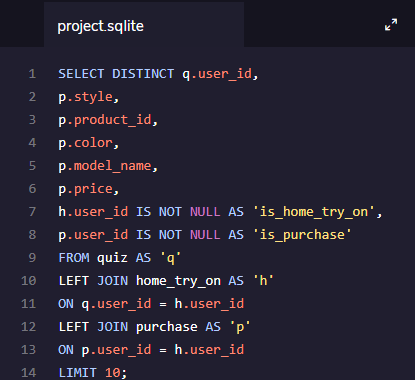 project.sqlite
1 SELECT DISTINCT q.user_id,
2 p.style,
3 p.product_id,
4 p.color,
5 p.model_name,
6 p.price,
7 h.user_id IS NOT NULL AS 'is_home_try_on',
8 p.user_id IS NOT NULL AS 'is_purchase'
9 FROM quiz AS 'q'
10 LEFT JOIN home_try_on AS 'h'
11 ON q.user_id = h.user_id
12 LEFT JOIN purchase AS 'p'
13 ON p.user_id = h.user_id
14 LIMIT 10;